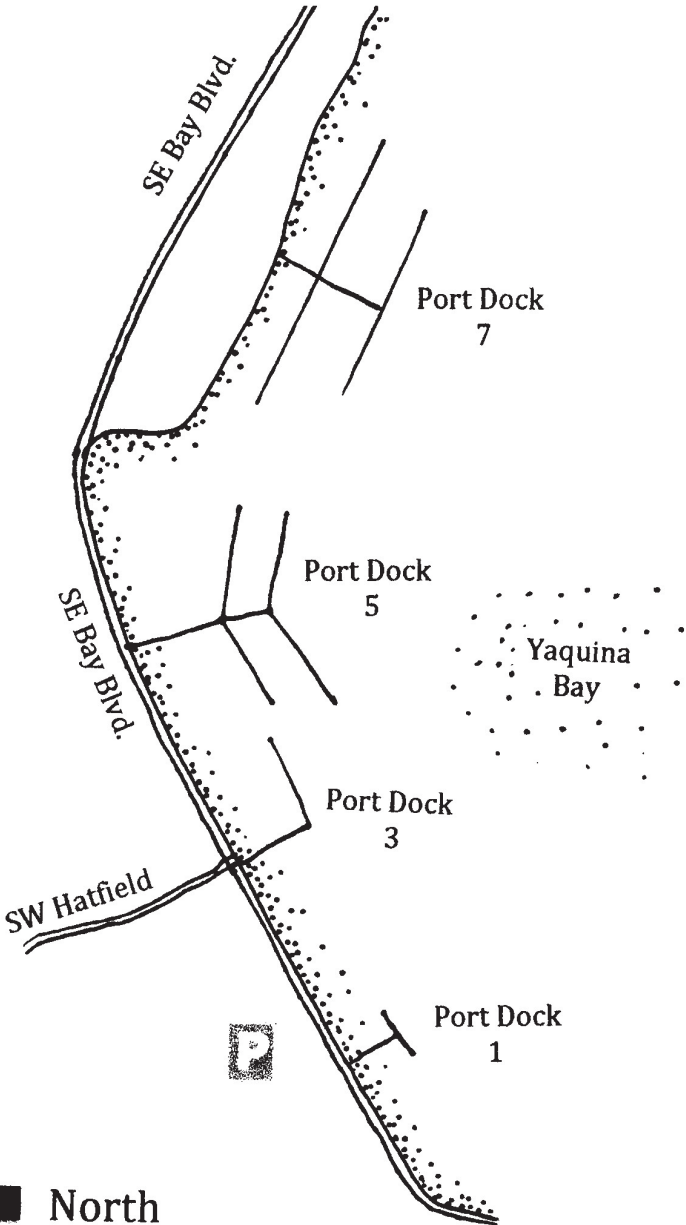 SE Bay Blvd.
Port Dock
7
Port Dock
5
SE Bay Blvd.
Yaquina
Bay
Port Dock
3
SW Hatfield
Port Dock
1
P
North